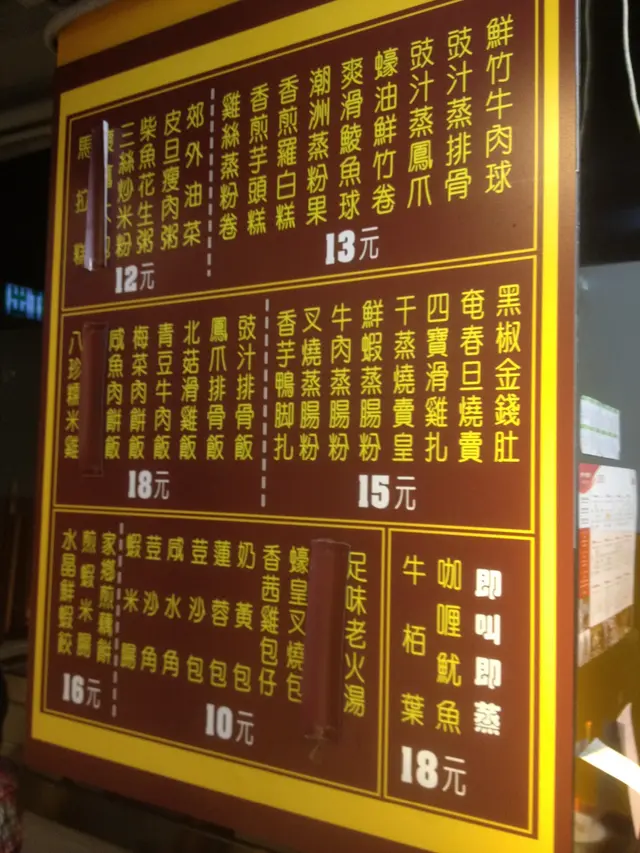 鮮竹牛肉球
豉汁蒸排骨
豉汁蒸鳳爪
蠔油鮮竹卷
爽滑鯪魚球
潮洲蒸粉果
香煎羅白糕
香煎芋頭糕
雞絲蒸粉卷
13元
郊外油菜
皮旦瘦肉粥
柴魚花生粥
三絲炒米粉
馬拉糕
12元
黑椒金錢肚
奄春旦燒賣
四寶滑雞扎
干蒸燒賣皇
鮮蝦蒸腸粉
牛肉蒸腸粉
叉燒蒸腸粉
香芋鴨脚扎
15元
豉汁排骨飯
鳳爪排骨飯
北菇滑雞飯
青豆牛肉飯
梅菜肉餅飯
咸魚肉餅飯
八珍糯米雞
18元
即叫即蒸
咖喱魷魚
牛栢葉
18元
足味老火湯
蠔皇叉燒包
香茜雞包仔
奶黃包
蓮蓉包
荳沙包
咸水角
荳沙角
蝦米腸
10元
家鄉煎藕餅
煎蝦米腸
水晶鮮蝦餃
16元